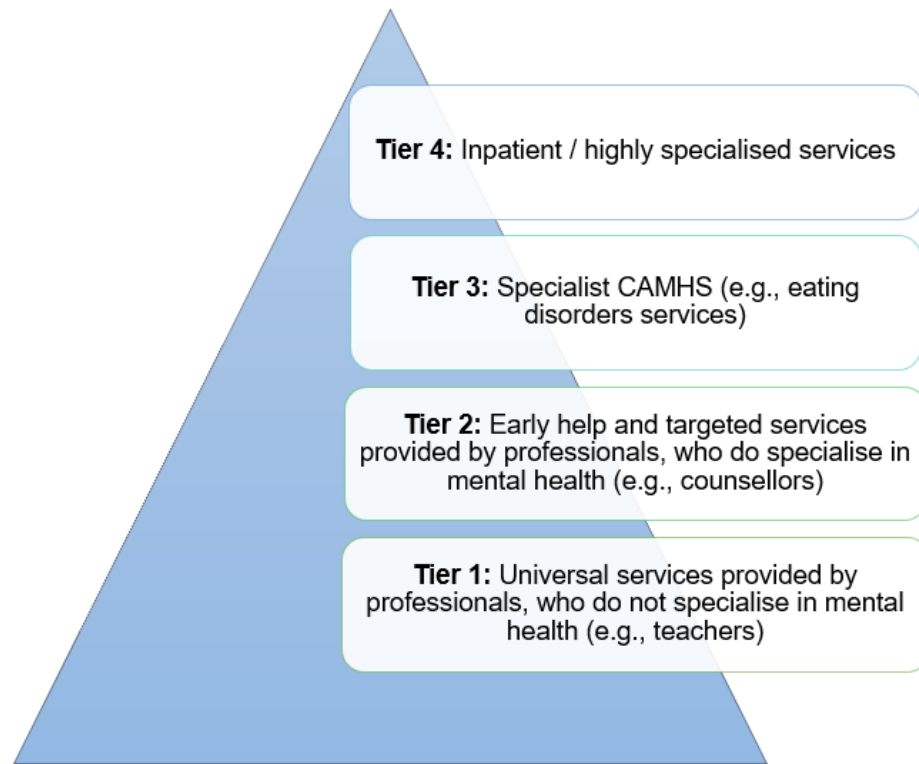 Tier 4: Inpatient / highly specialised services
Tier 3: Specialist CAMHS (e.g., eating
disorders services)
Tier 2: Early help and targeted services
provided by professionals, who do specialise in
mental health (e.g., counsellors)
Tier 1: Universal services provided by
professionals, who do not specialise in mental
health (e.g., teachers)